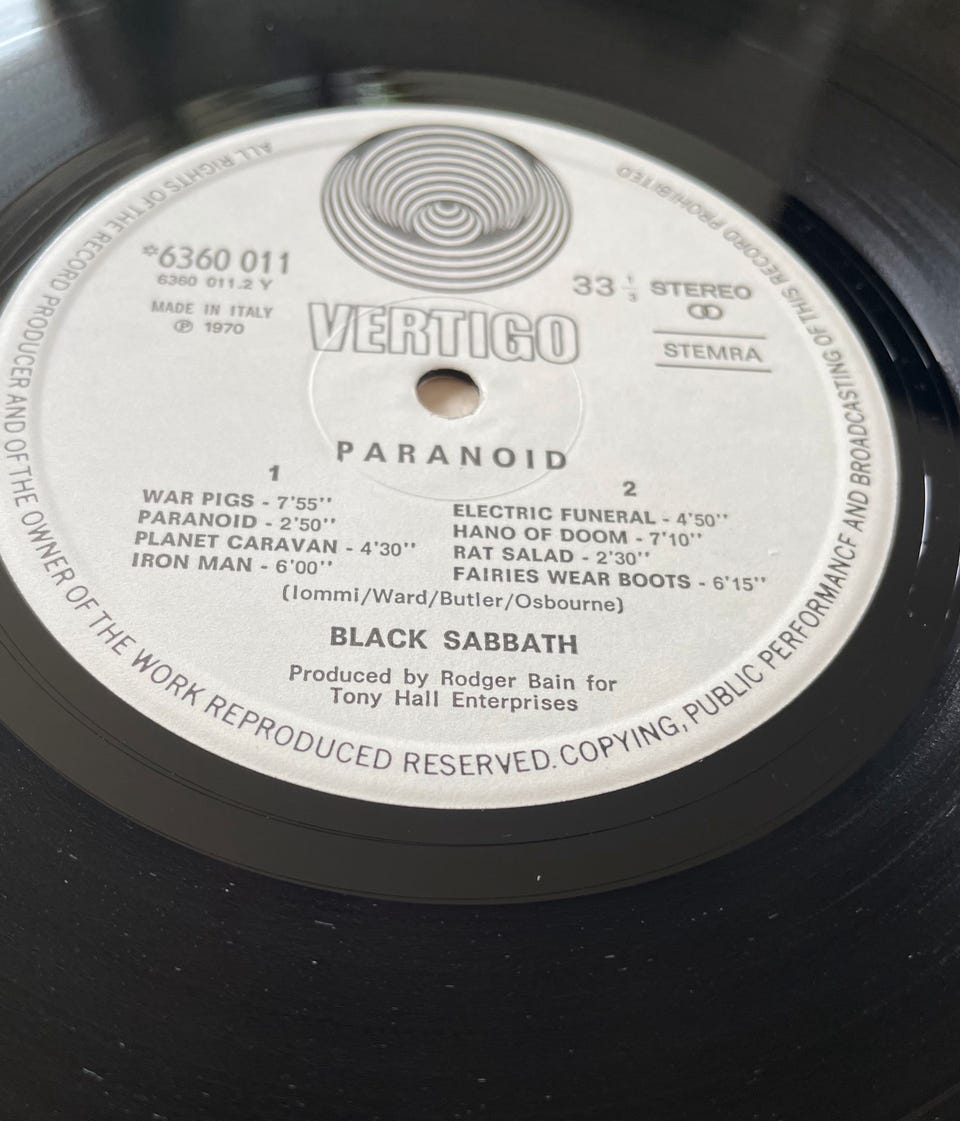 ALL RIGHTS OF THE RECORD PRODUCER AND OF THE OWNER OF THE WORK REPRODUCED RESERVED. COPYING, PUBLIC PERFORMANCE AND BROADCASTING OF THIS RECORD PROHIBITED
☆6360 011
6360 011.2 Y
MADE IN ITALY
℗ 1970
VERTIGO
33 1/3 STEREO
STEMRA
PARANOID
1
WAR PIGS - 7'55''
PARANOID - 2'50''
PLANET CARAVAN - 4'30''
IRON MAN - 6'00''
2
ELECTRIC FUNERAL - 4'50''
HANO OF DOOM - 7'10''
RAT SALAD - 2'30''
FAIRIES WEAR BOOTS - 6'15''
(Iommi/Ward/Butler/Osbourne)
BLACK SABBATH
Produced by Rodger Bain for
Tony Hall Enterprises